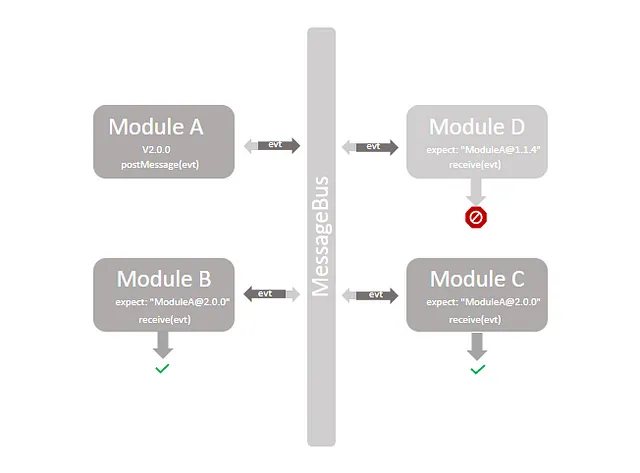 Module A
V2.0.0
postMessage(evt)
evt
MessageBus
evt
Module D
expect: "ModuleA@1.1.4"
receive(evt)
Module B
expect: "ModuleA@2.0.0"
receive(evt)
evt
evt
Module C
expect: "ModuleA@2.0.0"
receive(evt)